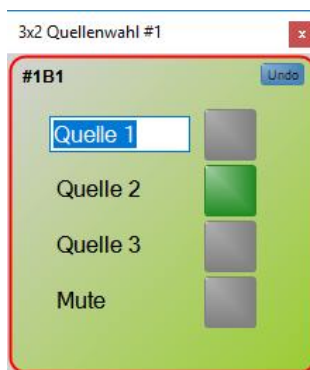 3x2 Quellenwahl #1 x
#1B1 Undo
Quelle 1
Quelle 2
Quelle 3
Mute